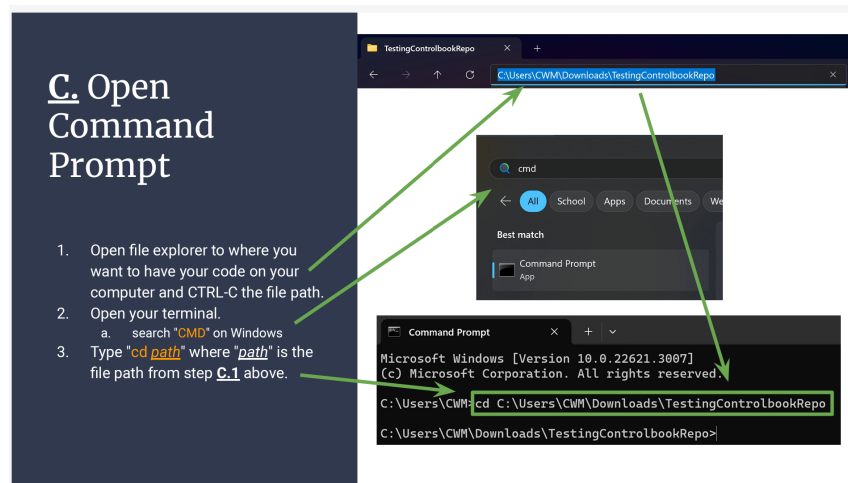 C. Open
Command
Prompt
1. Open file explorer to where you
want to have your code on your
computer and CTRL-C the file path.
2. Open your terminal.
a. search "CMD" on Windows
3. Type "cd path" where "path" is the
file path from step C.1 above.
TestingControlbookRepo
C:\Users\CWM\Downloads\TestingControlbookRepo
cmd
All School Apps Documents We
Best match
Command Prompt
App
Command Prompt
Microsoft Windows [Version 10.0.22621.3007]
(c) Microsoft Corporation. All rights reserved.
C:\Users\CWM>cd C:\Users\CWM\Downloads\TestingControlbookRepo
C:\Users\CWM\Downloads\TestingControlbookRepo>